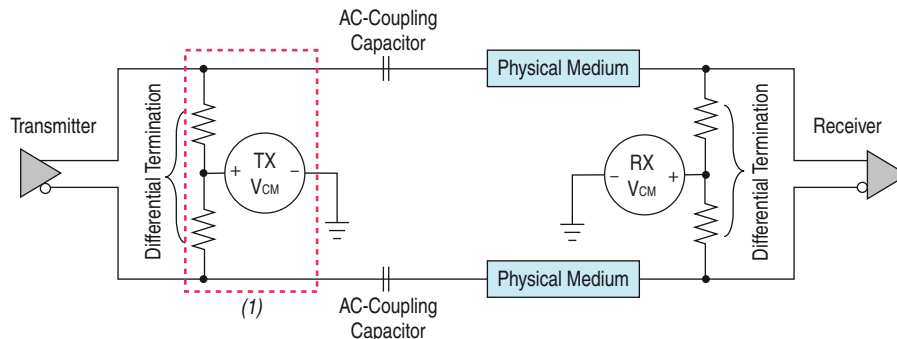 AC-Coupling
Capacitor
Physical Medium
Physical Medium
Transmitter
Differential Termination
+ TX −
VCM
− RX +
VCM
Differential Termination
Receiver
(1)
AC-Coupling
Capacitor